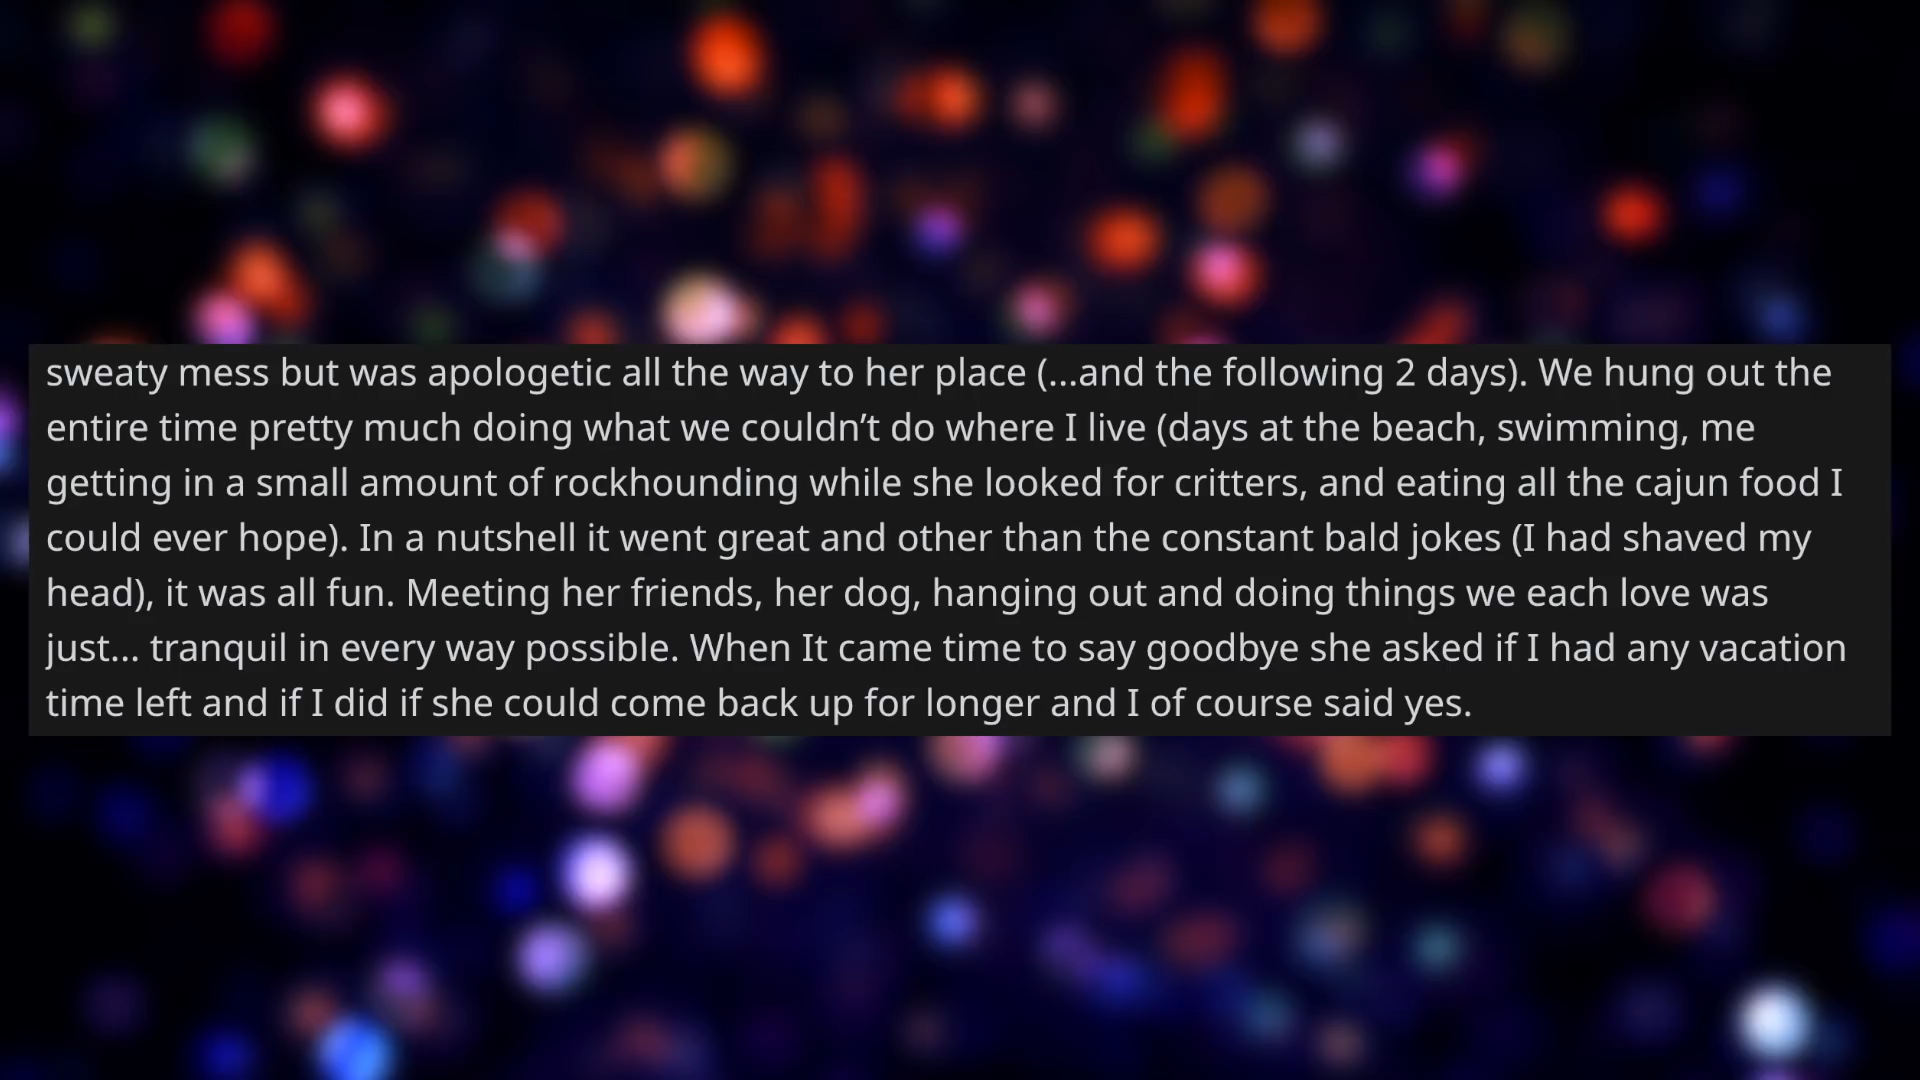 sweaty mess but was apologetic all the way to her place (...and the following 2 days). We hung out the
entire time pretty much doing what we couldn’t do where I live (days at the beach, swimming, me
getting in a small amount of rockhounding while she looked for critters, and eating all the cajun food I
could ever hope). In a nutshell it went great and other than the constant bald jokes (I had shaved my
head), it was all fun. Meeting her friends, her dog, hanging out and doing things we each love was
just... tranquil in every way possible. When It came time to say goodbye she asked if I had any vacation
time left and if I did if she could come back up for longer and I of course said yes.